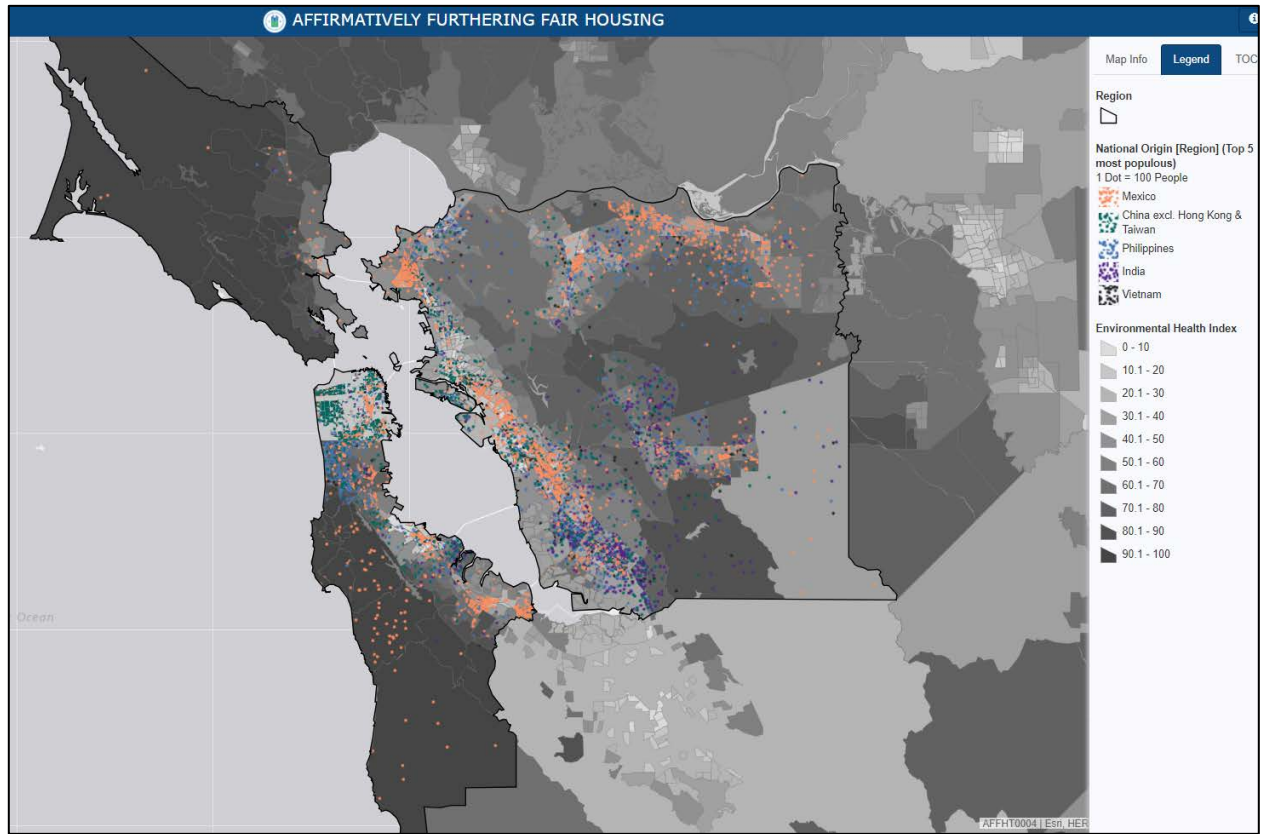 AFFIRMATIVELY FURTHERING FAIR HOUSING
Map Info Legend TOC
Region
National Origin [Region] (Top 5
most populous)
1 Dot = 100 People
Mexico
China excl. Hong Kong &
Taiwan
Philippines
India
Vietnam
Environmental Health Index
0 - 10
10.1 - 20
20.1 - 30
30.1 - 40
40.1 - 50
50.1 - 60
60.1 - 70
70.1 - 80
80.1 - 90
90.1 - 100
Ocean
AFFHT0004 | Esri, HER